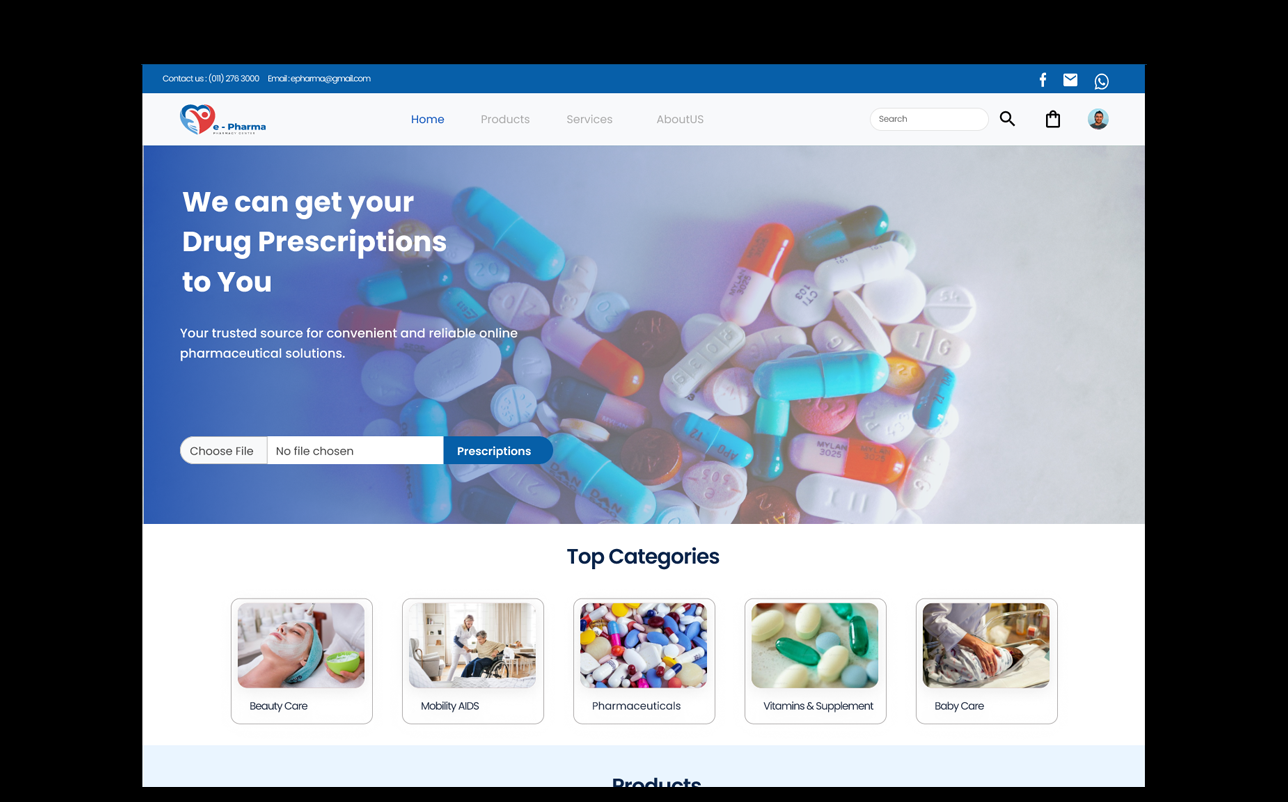 Contact us : (011) 276 3000 Email : epharma@gmail.com
e - Pharma
PHARMACY CENTER
Home Products Services AboutUS
Search
We can get your
Drug Prescriptions
to You
Your trusted source for convenient and reliable online
pharmaceutical solutions.
Choose File No file chosen Prescriptions
MYLAN
3025
Top Categories
Beauty Care Mobility AIDS Pharmaceuticals Vitamins & Supplement Baby Care
Products